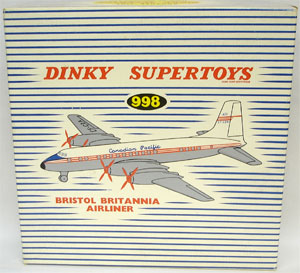 DINKY SUPERTOYS
998
Canadian Pacific
BRISTOL BRITANNIA
AIRLINER